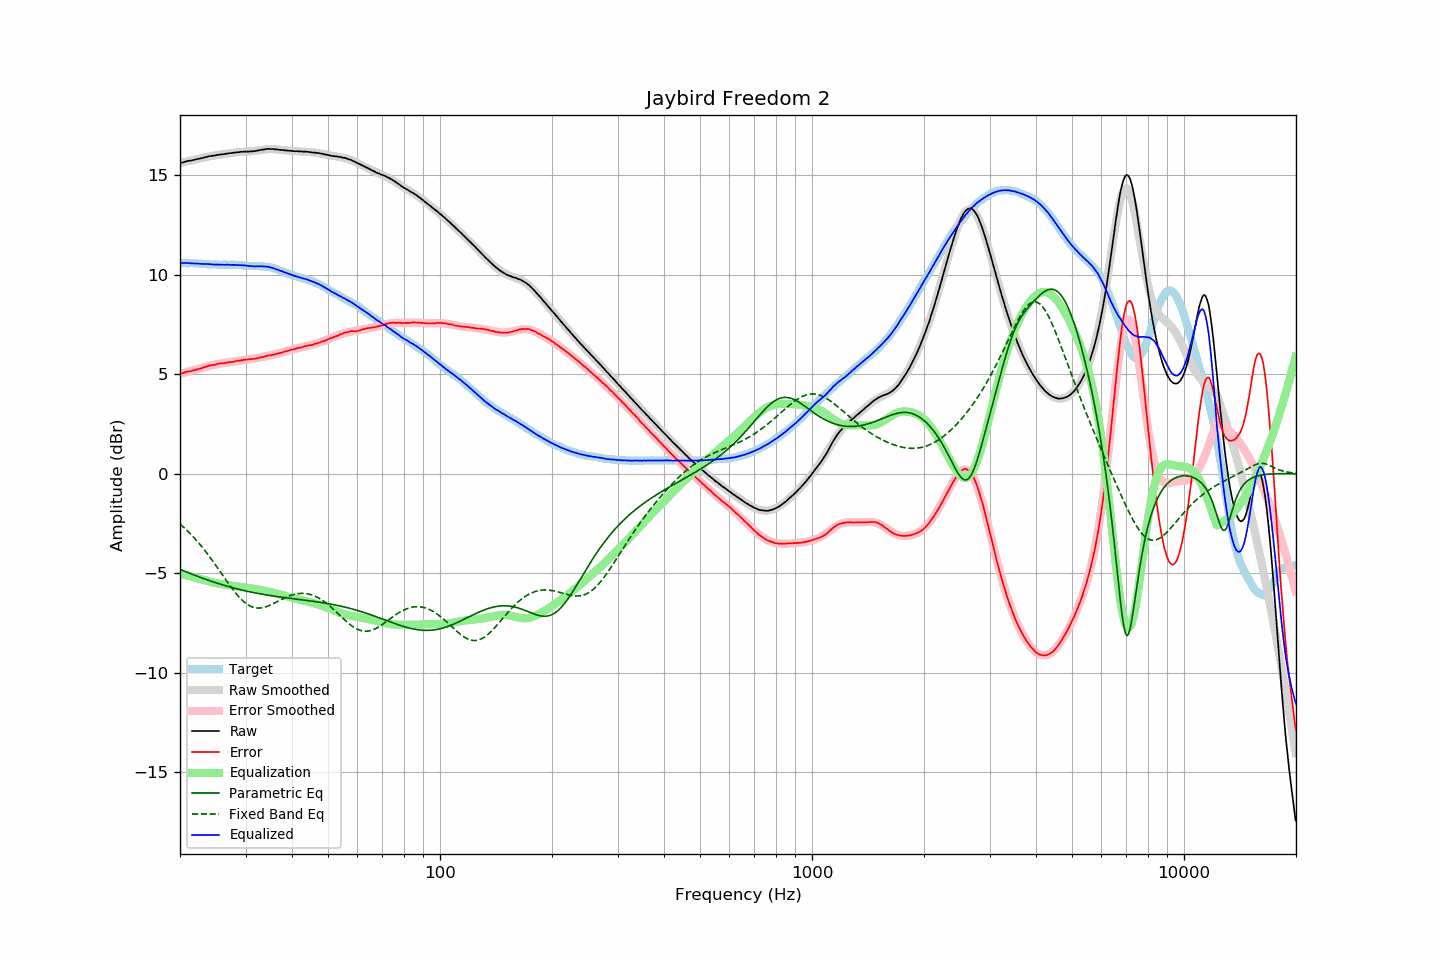 Jaybird Freedom 2
Amplitude (dBr)
15
10
5
0
−5
−10
−15
Target
Raw Smoothed
Error Smoothed
Raw
Error
Equalization
Parametric Eq
Fixed Band Eq
Equalized
100
1000
10000
Frequency (Hz)